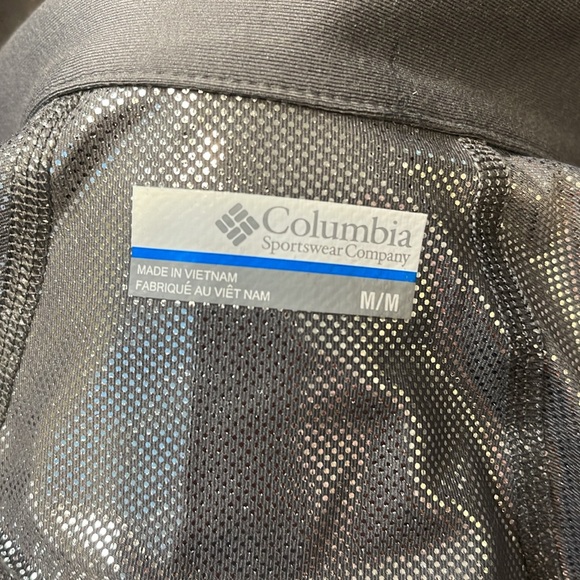 Columbia
Sportswear Company
MADE IN VIETNAM
FABRIQUÉ AU VIÊT NAM
M/M